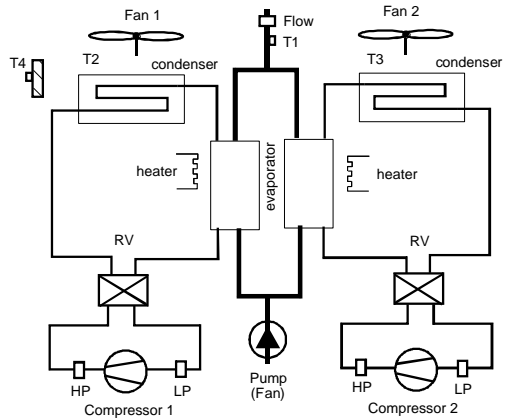 Fan 1
Flow
Fan 2
T1
T4
T2
condenser
T3
condenser
heater
evaporator
heater
RV
RV
HP
LP
Pump
(Fan)
HP
LP
Compressor 1
Compressor 2